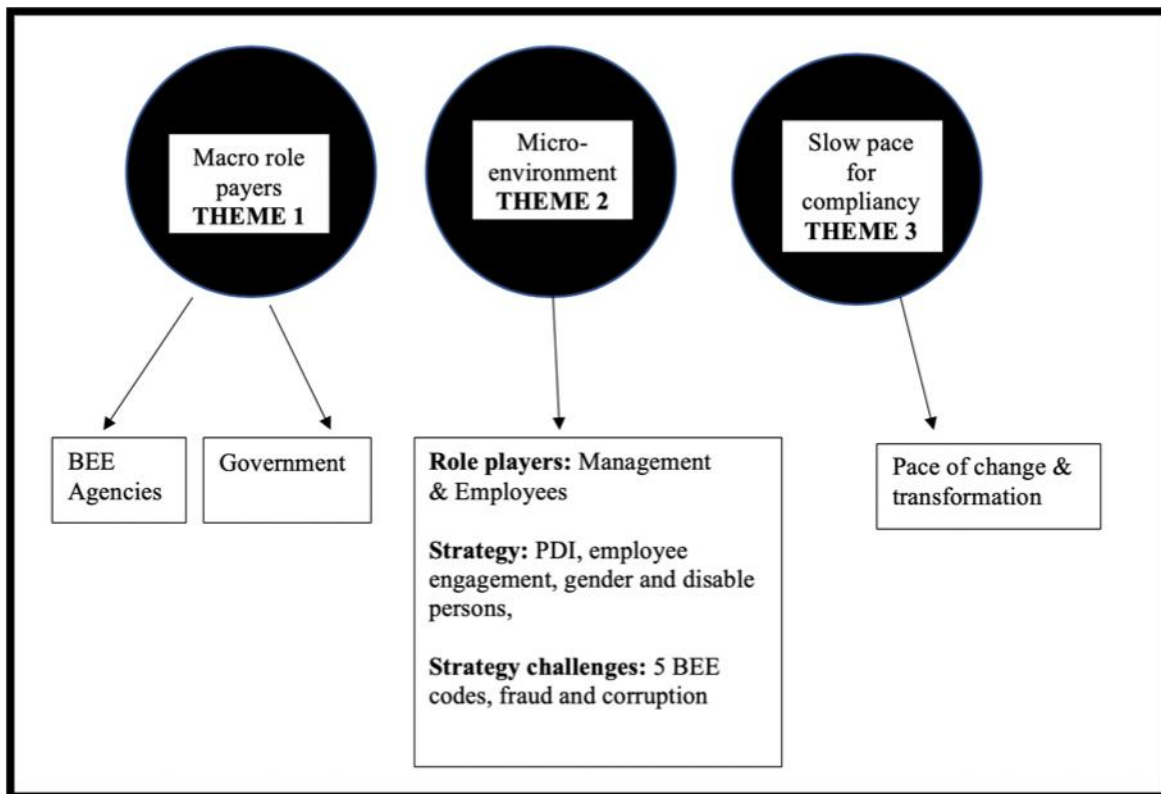 Macro role
payers
THEME 1
Micro-
environment
THEME 2
Slow pace
for
compliancy
THEME 3
BEE
Agencies
Government
Role players: Management
& Employees
Strategy: PDI, employee
engagement, gender and disable
persons,
Strategy challenges: 5 BEE
codes, fraud and corruption
Pace of change &
transformation